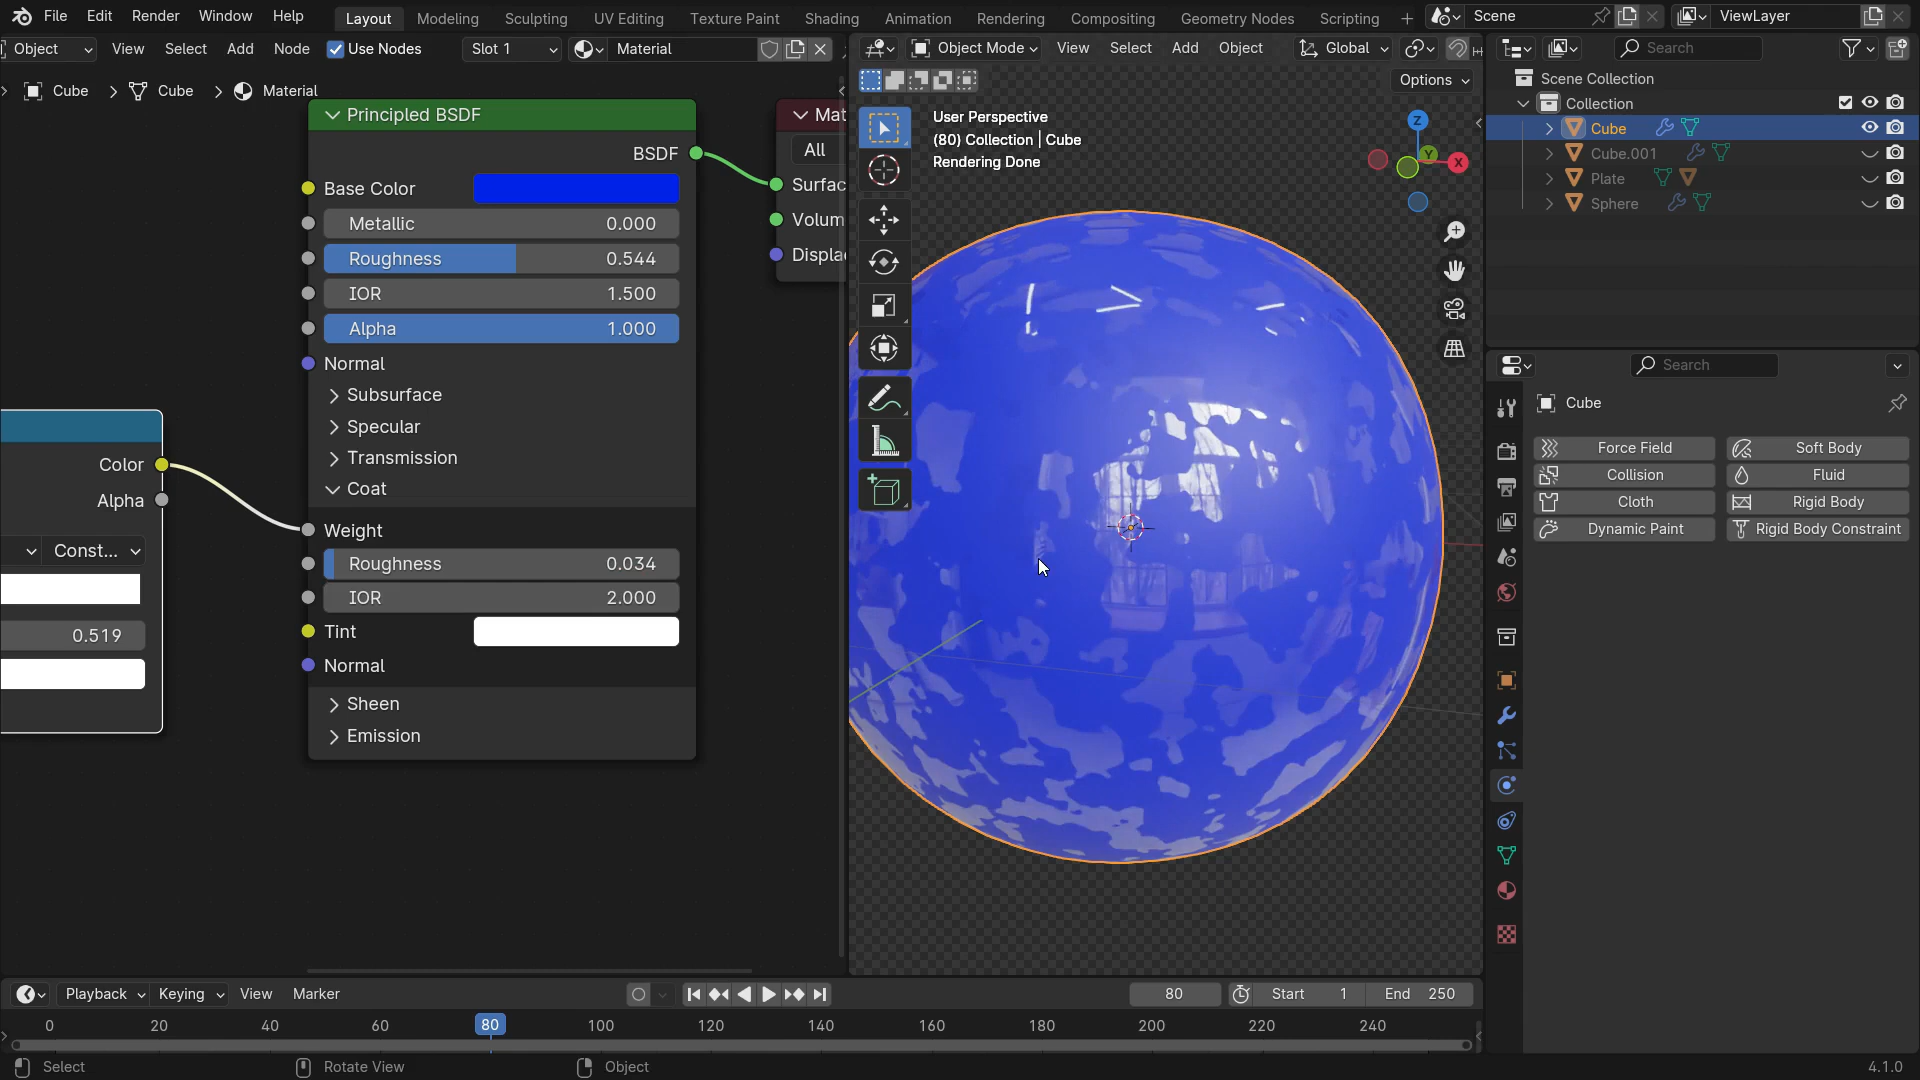 File Edit Render Window Help Layout Modeling Sculpting UV Editing Texture Paint Shading Animation Rendering Compositing Geometry Nodes Scripting + Scene ViewLayer
Object View Select Add Node Use Nodes Slot 1 Material
Object Mode View Select Add Object Global
Search
Cube Cube Material
Options
Scene Collection
Collection
Cube
Cube.001
Plate
Sphere
Principled BSDF
BSDF
Base Color
Metallic 0.000
Roughness 0.544
IOR 1.500
Alpha 1.000
Normal
Subsurface
Specular
Transmission
Coat
Weight
Roughness 0.034
IOR 2.000
Tint
Normal
Sheen
Emission
Mat
All
Surfac
Volum
Displa
Color
Alpha
Const...
0.519
User Perspective
(80) Collection | Cube
Rendering Done
Z
Y
X
Search
Cube
Force Field Soft Body
Collision Fluid
Cloth Rigid Body
Dynamic Paint Rigid Body Constraint
Playback Keying View Marker 80 Start 1 End 250
0 20 40 60 80 100 120 140 160 180 200 220 240
Select Rotate View Object 4.1.0